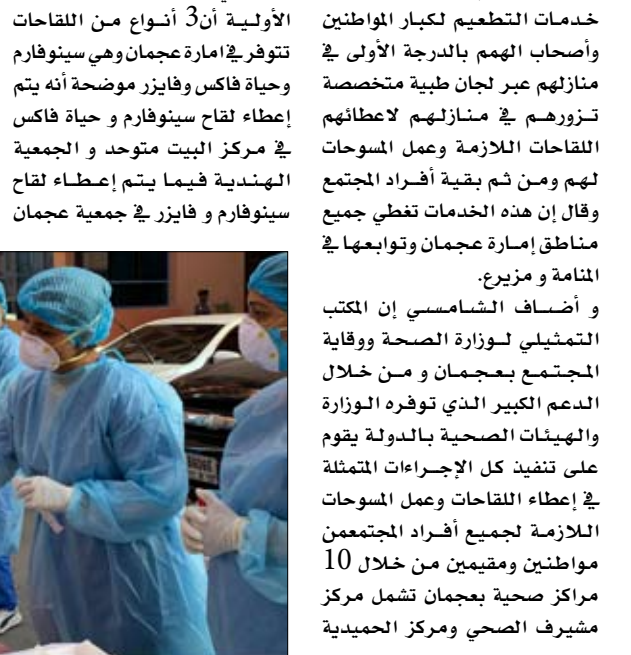 خدمات التطعيم لكبار المواطنين
وأصحاب الهمم بالدرجة الأولى في
منازلهم عبر لجان طبية متخصصة
تزورهم في منازلهم لاعطائهم
اللقاحات اللازمة وعمل المسوحات
لهم ومن ثم بقية أفراد المجتمع
وقال إن هذه الخدمات تغطي جميع
مناطق إمارة عجمان وتوابعها في
المنامة و مزيرع.
و أضاف الشامسي إن المكتب
التمثيلي لوزارة الصحة ووقاية
المجتمع بعجمان و من خلال
الدعم الكبير الذي توفره الوزارة
والهيئات الصحية بالدولة يقوم
على تنفيذ كل الإجراءات المتمثلة
في إعطاء اللقاحات وعمل المسوحات
اللازمة لجميع أفراد المجتمعمن
مواطنين ومقيمين من خلال 10
مراكز صحية بعجمان تشمل مركز
مشيرف الصحي ومركز الحميدية
الأولية أن3 أنواع من اللقاحات
تتوفر في امارة عجمان وهي سينوفارم
وحياة فاكس وفايزر موضحة أنه يتم
إعطاء لقاح سينوفارم و حياة فاكس
في مركز البيت متوحد و الجمعية
الهندية فيما يتم إعطاء لقاح
سينوفارم و فايزر في جمعية عجمان